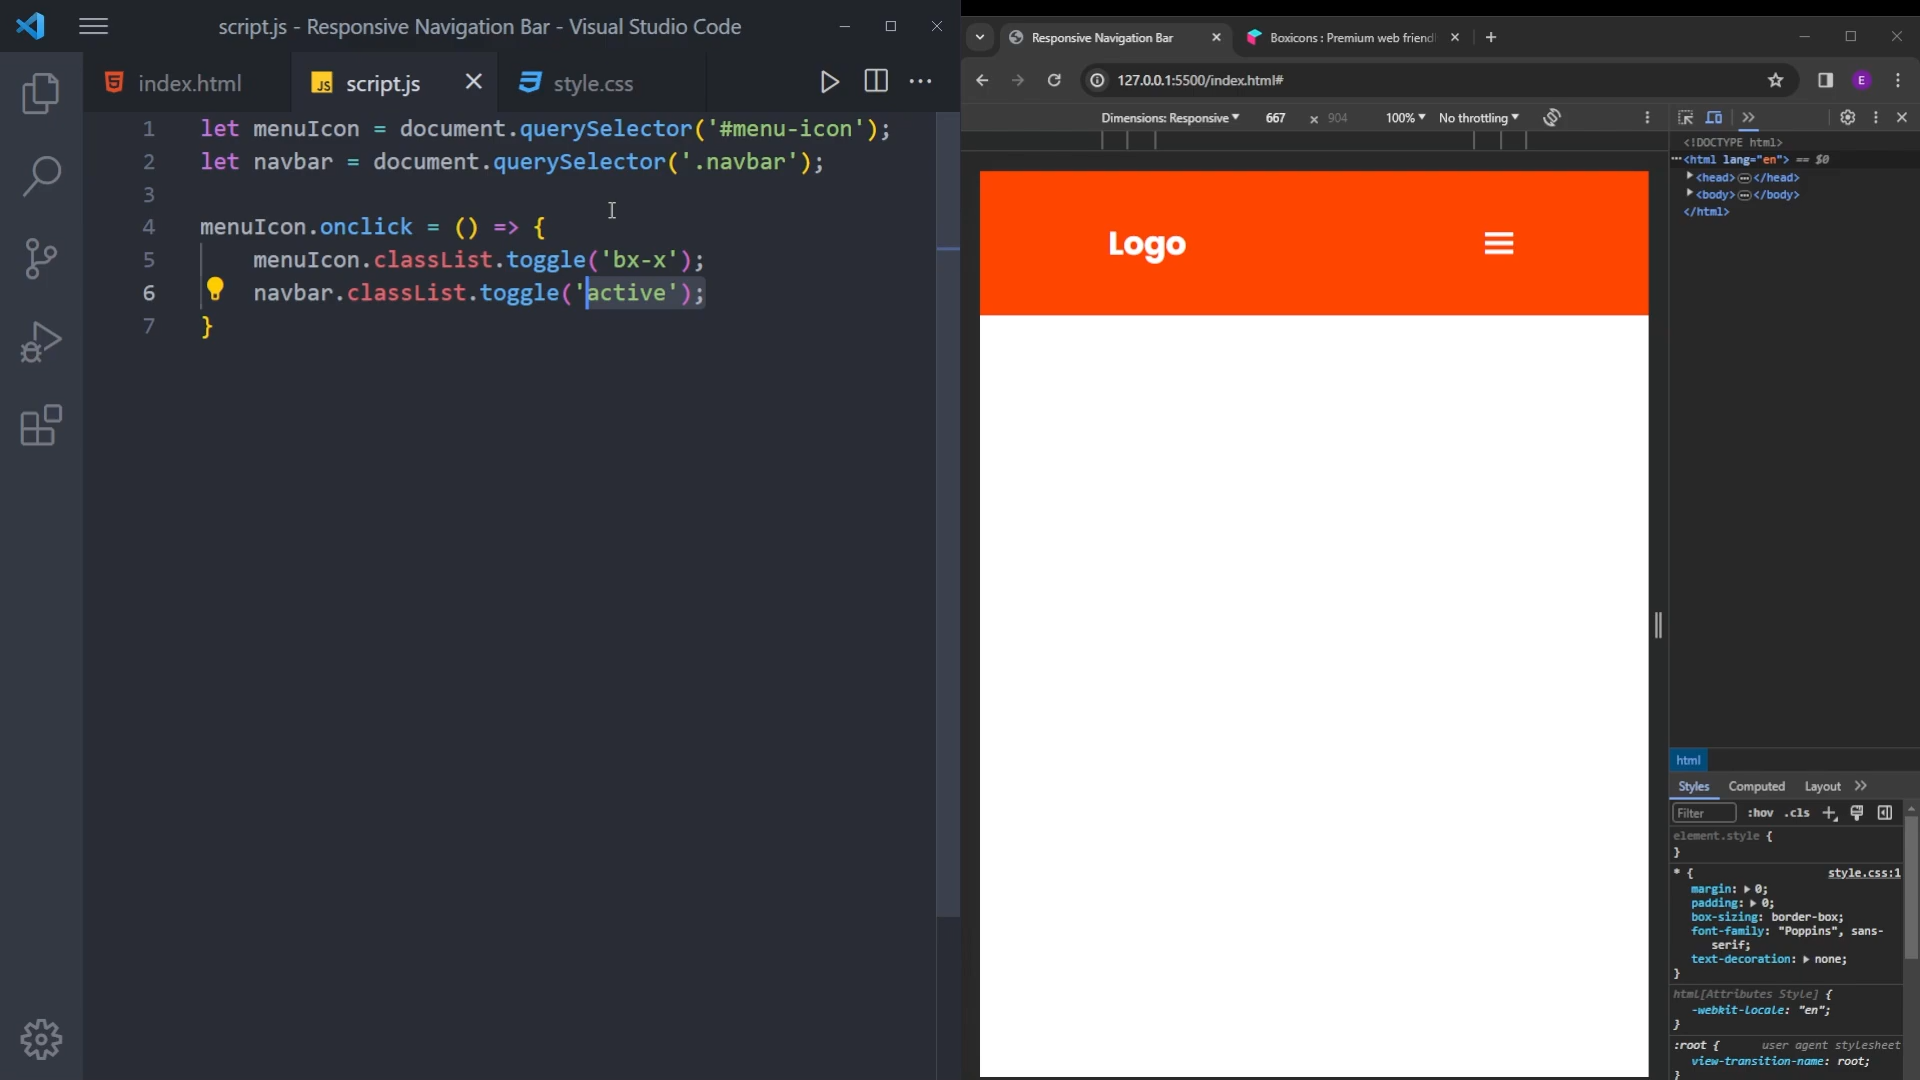 script.js - Responsive Navigation Bar - Visual Studio Code
index.html
script.js
style.css
1 let menuIcon = document.querySelector('#menu-icon');
2 let navbar = document.querySelector('.navbar');
3
4 menuIcon.onclick = () => {
5 menuIcon.classList.toggle('bx-x');
6 navbar.classList.toggle('active');
7 }
Responsive Navigation Bar
Boxicons : Premium web friend
127.0.0.1:5500/index.html#
E
Dimensions: Responsive 667 x 904 100% No throttling
Logo
<!DOCTYPE html>
<html lang="en"> == $0
<head> </head>
<body> </body>
</html>
html
Styles Computed Layout
Filter :hov .cls
element.style {
}
* { style.css:1
margin: 0;
padding: 0;
box-sizing: border-box;
font-family: "Poppins", sans-
serif;
text-decoration: none;
}
html[Attributes Style] {
-webkit-locale: "en";
}
:root { user agent stylesheet
view-transition-name: root;
}